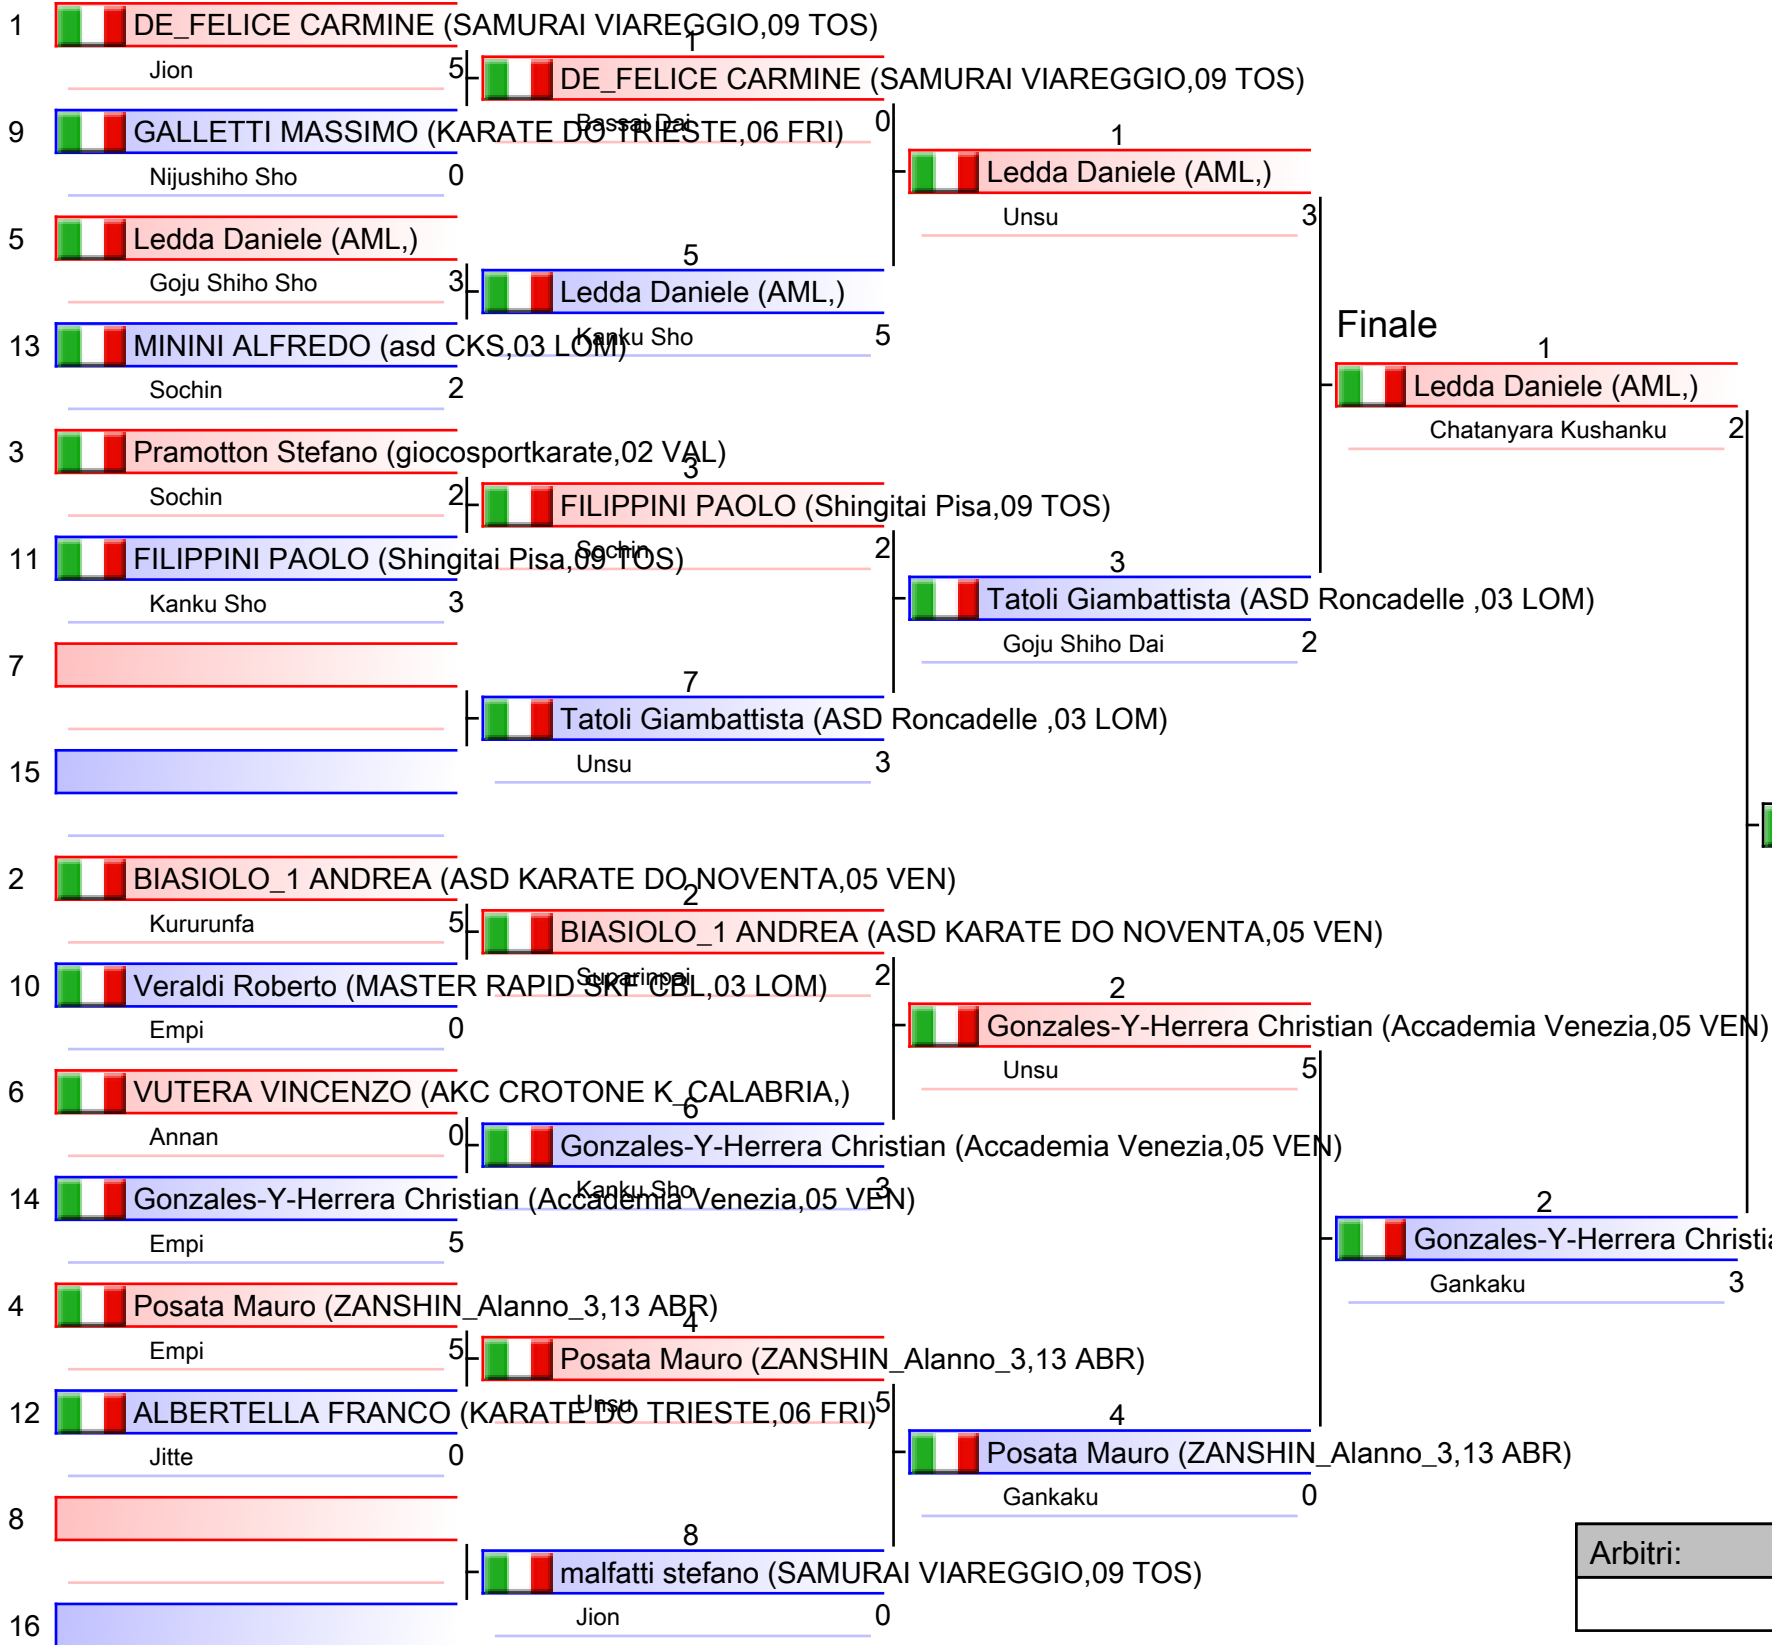 1 DE_FELICE CARMINE (SAMURAI VIAREGGIO,09 TOS)
Jion 5
9 GALLETTI MASSIMO (KARATE DO TRIESTE,06 FRI)
Nijushiho Sho 0
5 Ledda Daniele (AML,)
Goju Shiho Sho 3
13 MININI ALFREDO (asd CKS,03 LOM)
Sochin 2
3 Pramotton Stefano (giocosportkarate,02 VAL)
Sochin 2
11 FILIPPINI PAOLO (Shingitai Pisa,09 TOS)
Kanku Sho 3
7
15
2 BIASIOLO_1 ANDREA (ASD KARATE DO NOVENTA,05 VEN)
Kururunfa 5
10 Veraldi Roberto (MASTER RAPID SKF CBL,03 LOM)
Empi 0
6 VUTERA VINCENZO (AKC CROTONE K_CALABRIA,)
Annan 0
14 Gonzales-Y-Herrera Christian (Accademia Venezia,05 VEN)
Empi 5
4 Posata Mauro (ZANSHIN_Alanno_3,13 ABR)
Empi 5
12 ALBERTELLA FRANCO (KARATE DO TRIESTE,06 FRI)
Jitte 0
8
16
1
DE_FELICE CARMINE (SAMURAI VIAREGGIO,09 TOS)
Bassai Dai 0
5
Ledda Daniele (AML,)
Kanku Sho 5
3
FILIPPINI PAOLO (Shingitai Pisa,09 TOS)
Sochin 2
7
Tatoli Giambattista (ASD Roncadelle ,03 LOM)
Unsu 3
2
BIASIOLO_1 ANDREA (ASD KARATE DO NOVENTA,05 VEN)
Suparinpei 2
6
Gonzales-Y-Herrera Christian (Accademia Venezia,05 VEN)
Kanku Sho 3
4
Posata Mauro (ZANSHIN_Alanno_3,13 ABR)
Unsu 5
8
malfatti stefano (SAMURAI VIAREGGIO,09 TOS)
Jion 0
1
Ledda Daniele (AML,)
Unsu 3
3
Tatoli Giambattista (ASD Roncadelle ,03 LOM)
Goju Shiho Dai 2
2
Gonzales-Y-Herrera Christian (Accademia Venezia,05 VEN)
Unsu 5
4
Posata Mauro (ZANSHIN_Alanno_3,13 ABR)
Gankaku 0
Finale
1
Ledda Daniele (AML,)
Chatanyara Kushanku 2
2
Gonzales-Y-Herrera Christia
Gankaku 3
Arbitri: